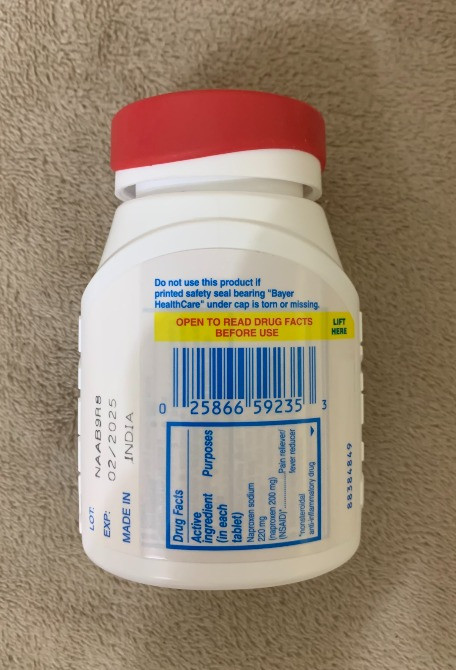 Do not use this product if
printed safety seal bearing "Bayer
HealthCare" under cap is torn or missing.
OPEN TO READ DRUG FACTS
BEFORE USE
LIFT
HERE
0 25866 59235 3
Drug Facts
Active
ingredient Purposes
(in each
tablet)
Naproxen sodium
220 mg
(naproxen 200 mg)
(NSAID)*.............Pain reliever/
fever reducer
*nonsteroidal
anti-inflammatory drug
LOT: NAAB9R8
EXP: 02/2025
MADE IN INDIA
88384849